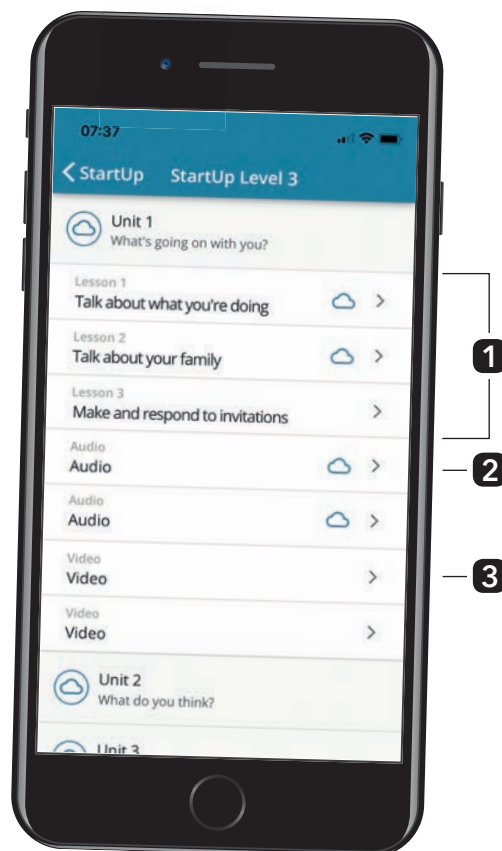 07:37
StartUp StartUp Level 3
Unit 1
What's going on with you?
Lesson 1
Talk about what you're doing
1
Lesson 2
Talk about your family
Lesson 3
Make and respond to invitations
Audio
Audio
2
Audio
Audio
Video
Video
3
Video
Video
Unit 2
What do you think?
Unit 3